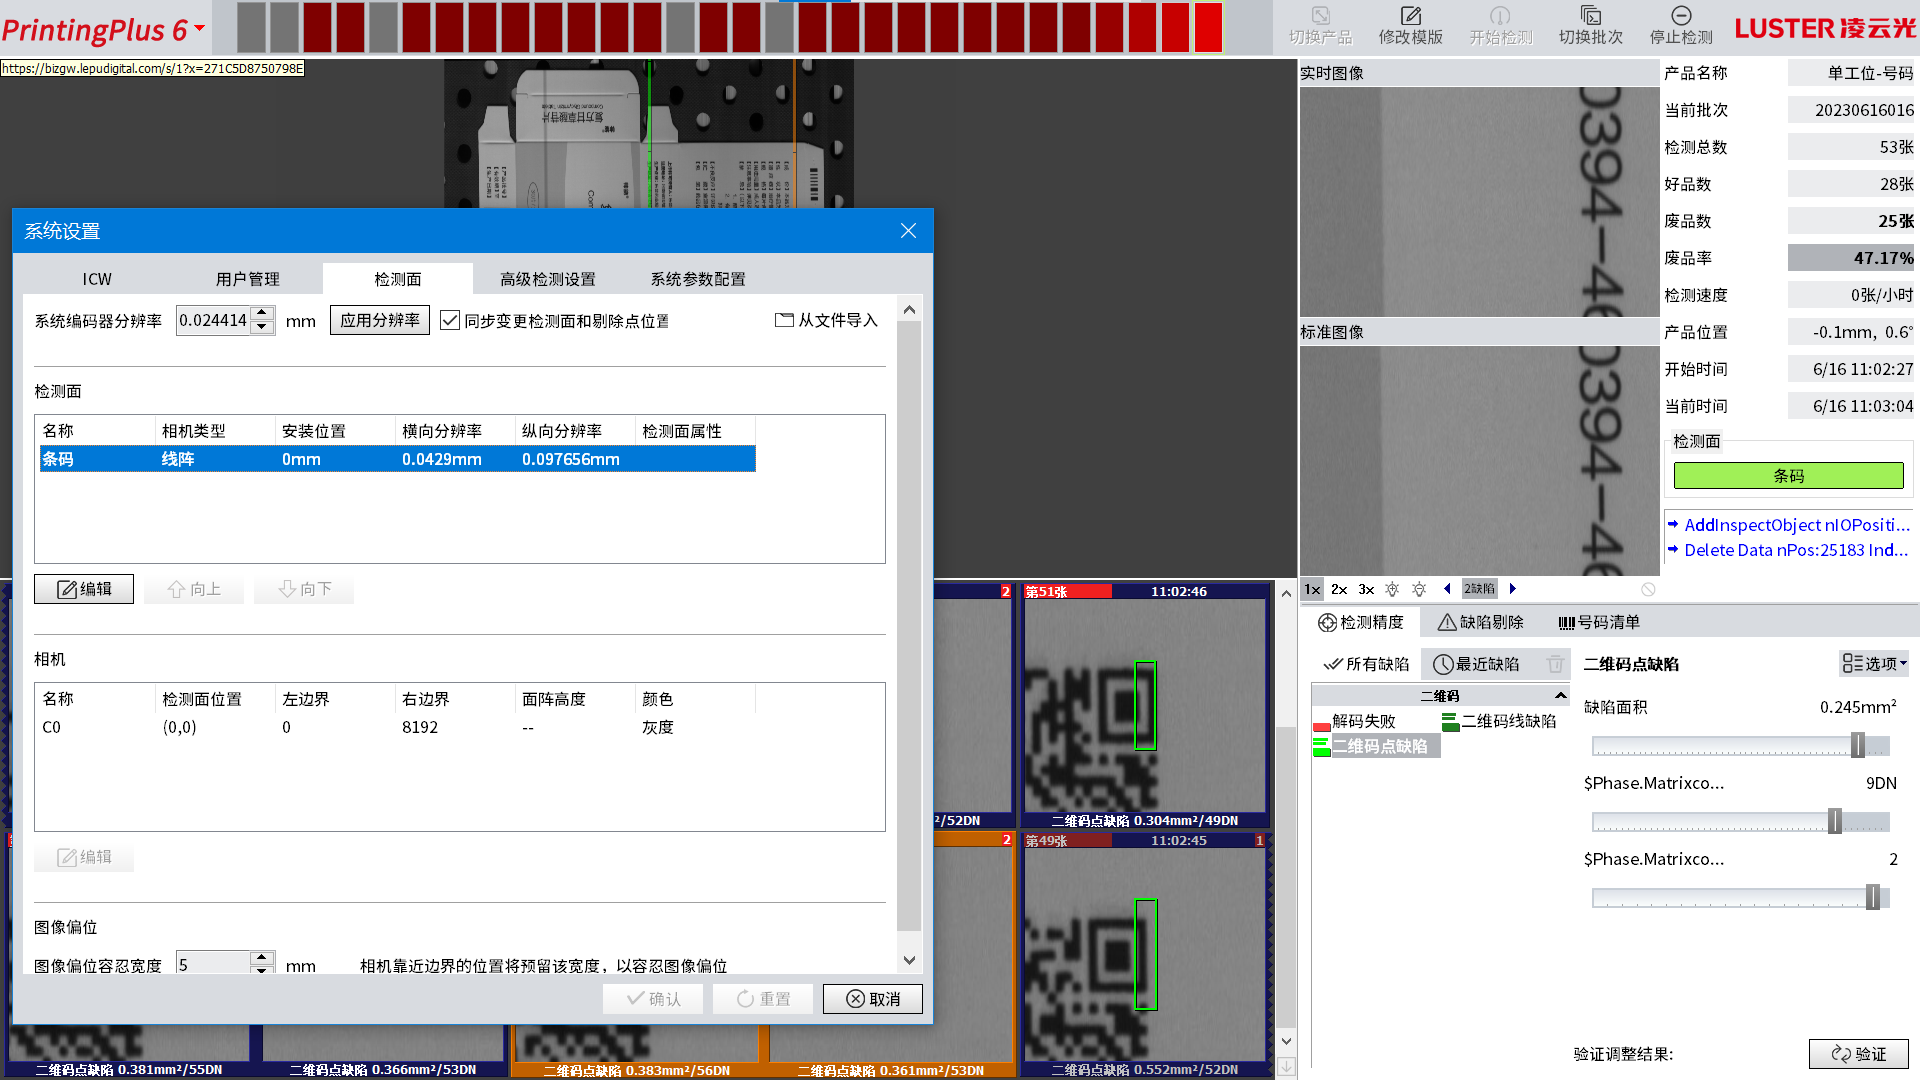 PrintingPlus 6
切换产品
修改模版
开始检测
切换批次
停止检测
LUSTER 凌云光
https://bizgw.lepudigital.com/s/1?x=271C5D8750798E
复方甘草酸苷片
实时图像
0394-46
标准图像
0394-46
产品名称 单工位-号码
当前批次 20230616016
检测总数 53张
好品数 28张
废品数 25张
废品率 47.17%
检测速度 0张/小时
产品位置 -0.1mm, 0.6°
开始时间 6/16 11:02:27
当前时间 6/16 11:03:04
检测面
条码
AddInspectObject nIOPositi...
Delete Data nPos:25183 Ind...
系统设置
ICW 用户管理 检测面 高级检测设置 系统参数配置
系统编码器分辨率 0.024414 mm 应用分辨率 同步变更检测面和剔除点位置 从文件导入
检测面
名称 相机类型 安装位置 横向分辨率 纵向分辨率 检测面属性
条码 线阵 0mm 0.0429mm 0.097656mm
编辑 向上 向下
相机
名称 检测面位置 左边界 右边界 面阵高度 颜色
C0 (0,0) 0 8192 -- 灰度
编辑
图像偏位
图像偏位容忍宽度 5 mm 相机靠近边界的位置将预留该宽度，以容忍图像偏位
确认 重置 取消
2
第51张 11:02:46
²/52DN
二维码点缺陷 0.304mm²/49DN
2
第49张 11:02:45 1
二维码点缺陷 0.381mm²/55DN
二维码点缺陷 0.366mm²/53DN
二维码点缺陷 0.383mm²/56DN
二维码点缺陷 0.361mm²/53DN
二维码点缺陷 0.552mm²/52DN
1x 2x 3x 2缺陷
检测精度 缺陷剔除 号码清单
所有缺陷 最近缺陷 二维码点缺陷 选项
二维码
解码失败 二维码线缺陷
二维码点缺陷
缺陷面积 0.245mm²
$Phase.Matrixco... 9DN
$Phase.Matrixco... 2
验证调整结果: 验证